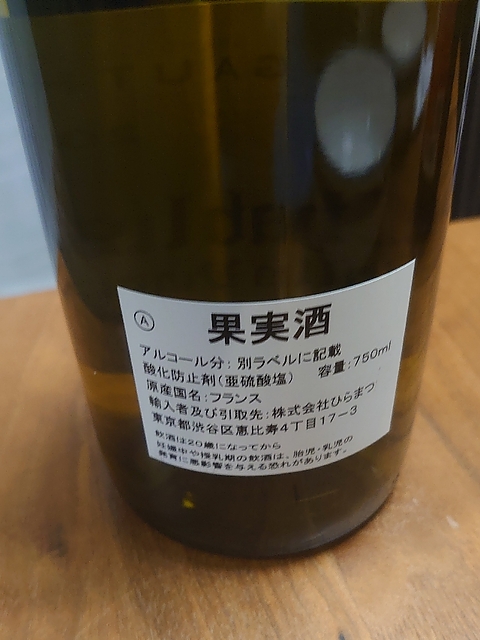 Ⓐ
果実酒
アルコール分：別ラベルに記載
酸化防止剤（亜硫酸塩）　容量：750ml
原産国名：フランス
輸入者及び引取先：株式会社ひらまつ
東京都渋谷区恵比寿4丁目17－3
飲酒は20歳になってから
妊娠中や授乳期の飲酒は、胎児・乳児の
発育に悪影響を与える恐れがあります。